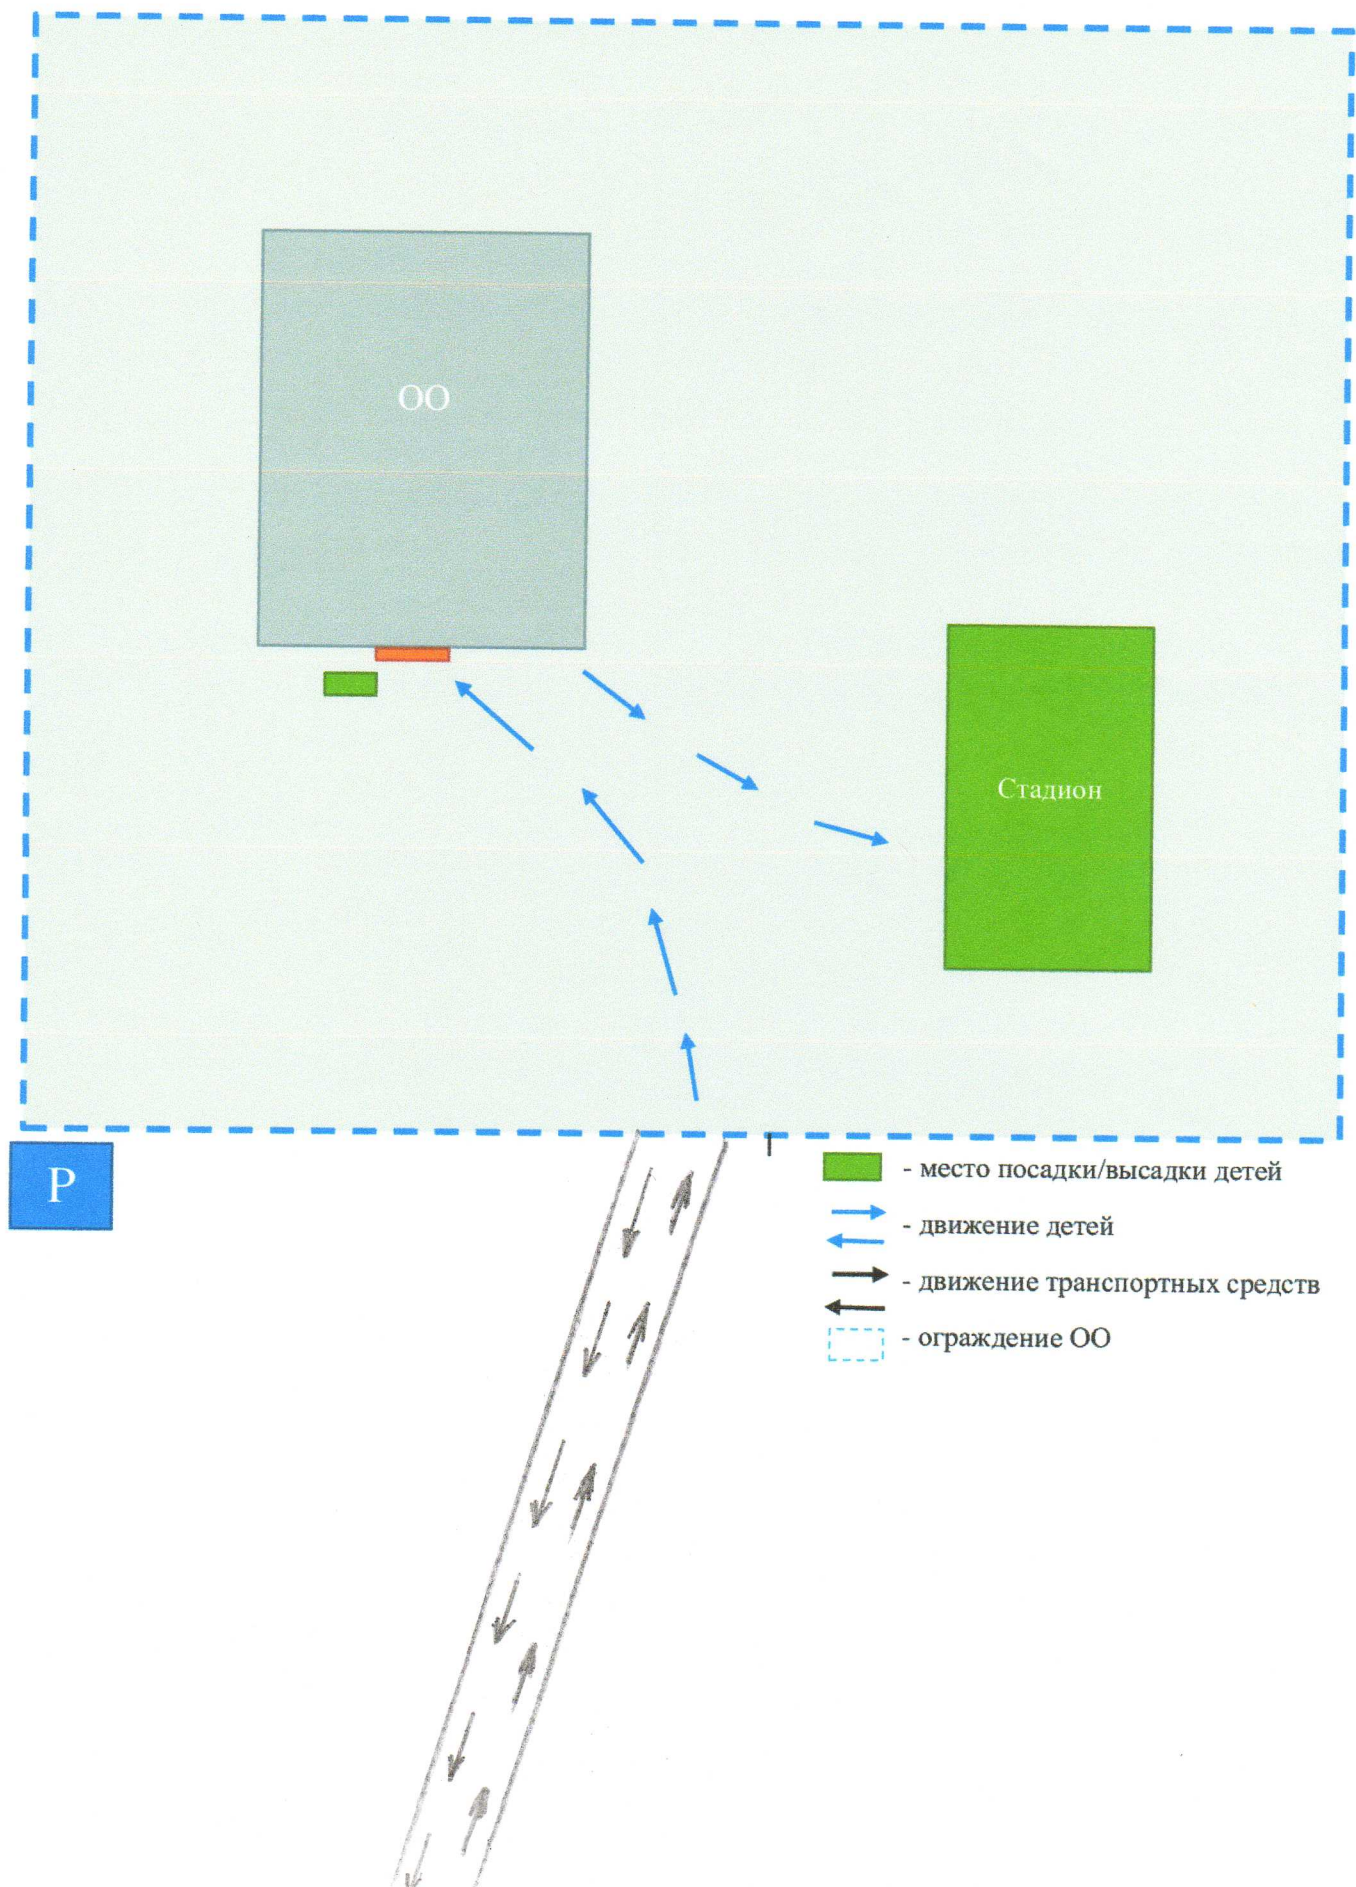 ОО
Стадион
Р
- место посадки/высадки детей
- движение детей
- движение транспортных средств
- ограждение ОО